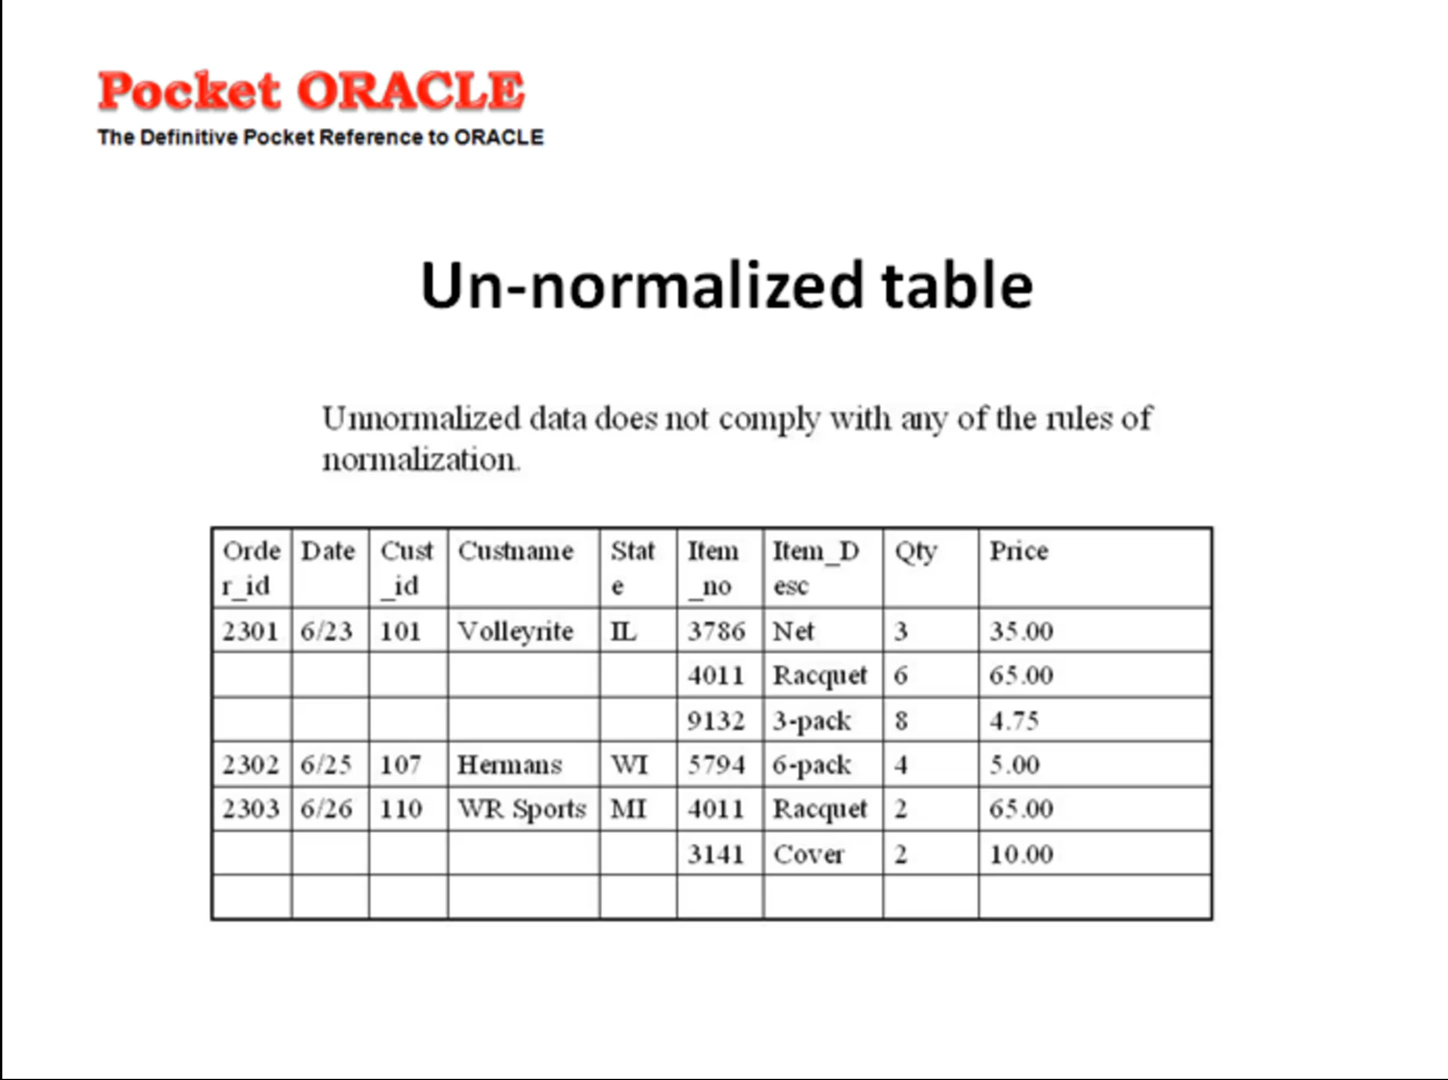 Pocket ORACLE
The Definitive Pocket Reference to ORACLE
Un-normalized table
Unnormalized data does not comply with any of the rules of
normalization.
Orde Date Cust Custname Stat Item Item_D Qty Price
r_id _id e _no esc
2301 6/23 101 Volleyrite IL 3786 Net 3 35.00
4011 Racquet 6 65.00
9132 3-pack 8 4.75
2302 6/25 107 Hermans WI 5794 6-pack 4 5.00
2303 6/26 110 WR Sports MI 4011 Racquet 2 65.00
3141 Cover 2 10.00